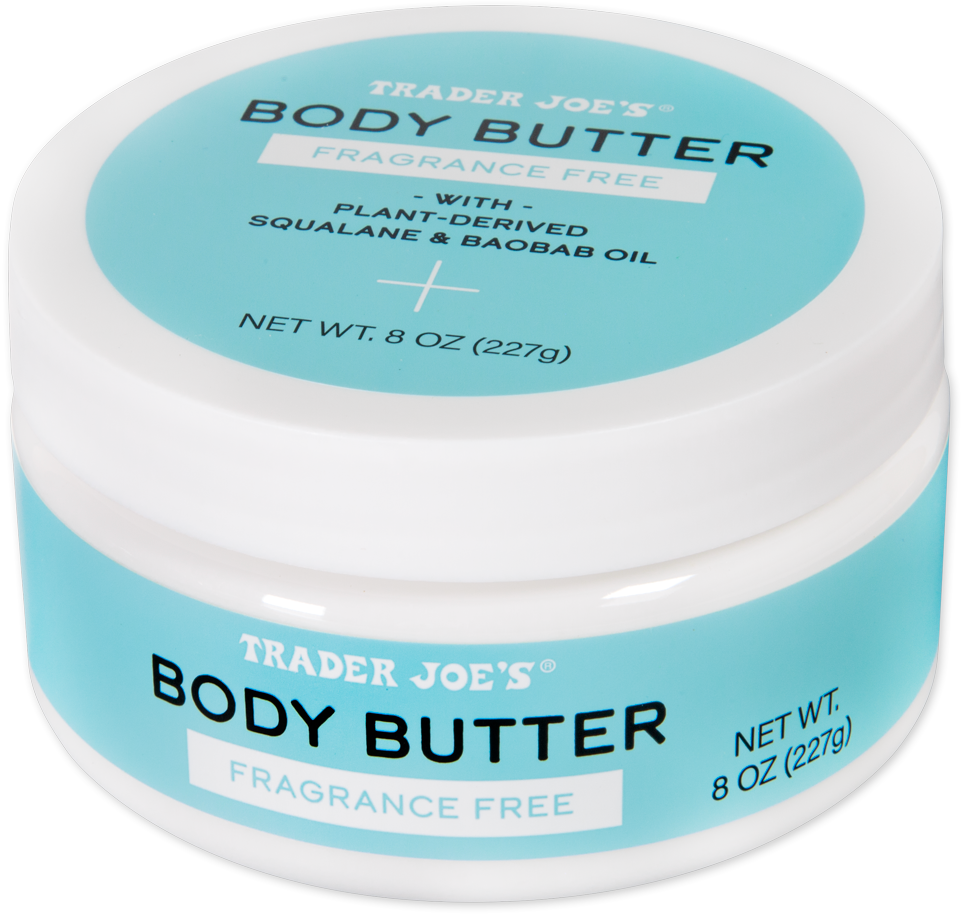 TRADER JOE'S®
BODY BUTTER
FRAGRANCE FREE
- WITH -
PLANT-DERIVED
SQUALANE & BAOBAB OIL
NET WT. 8 OZ (227g)
TRADER JOE'S®
BODY BUTTER
FRAGRANCE FREE
NET WT.
8 OZ (227g)